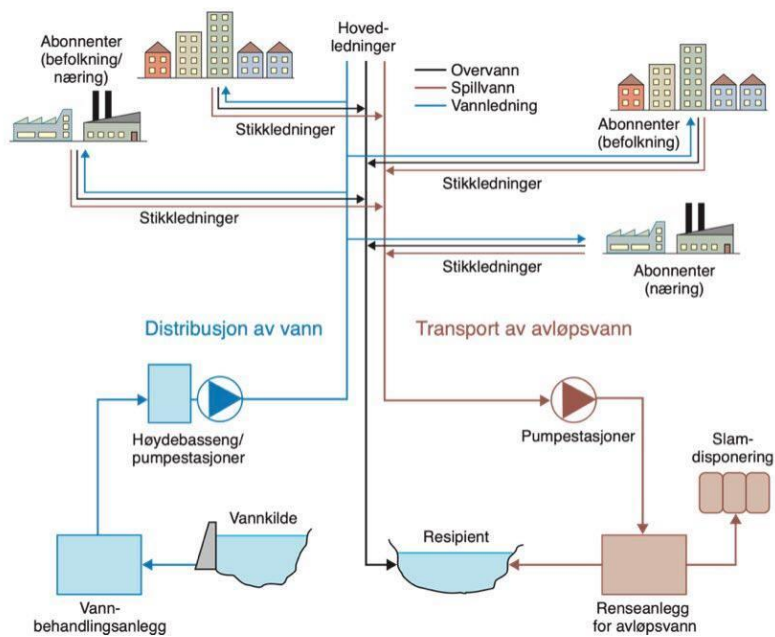 Hoved-
ledninger
Abonnenter
(befolkning/
næring)
Overvann
Spillvann
Vannledning
Stikkledninger
Abonnenter
(befolkning)
Stikkledninger
Stikkledninger
Stikkledninger
Abonnenter
(næring)
Distribusjon av vann
Transport av avløpsvann
Høydebasseng/
pumpestasjoner
Pumpestasjoner
Slam-
disponering
Vannkilde
Resipient
Vann-
behandlingsanlegg
Renseanlegg
for avløpsvann